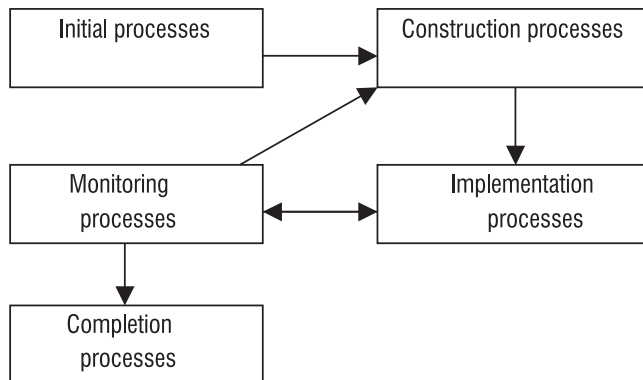 Initial processes
Construction processes
Monitoring
processes
Implementation
processes
Completion
processes